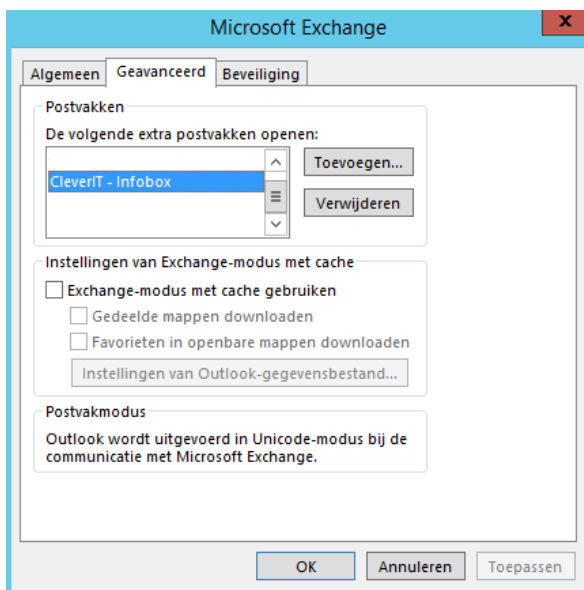 Microsoft Exchange
x
Algemeen Geavanceerd Beveiliging
Postvakken
De volgende extra postvakken openen:
CleverIT - Infobox
Toevoegen...
Verwijderen
Instellingen van Exchange-modus met cache
Exchange-modus met cache gebruiken
Gedeelde mappen downloaden
Favorieten in openbare mappen downloaden
Instellingen van Outlook-gegevensbestand...
Postvakmodus
Outlook wordt uitgevoerd in Unicode-modus bij de
communicatie met Microsoft Exchange.
OK Annuleren Toepassen